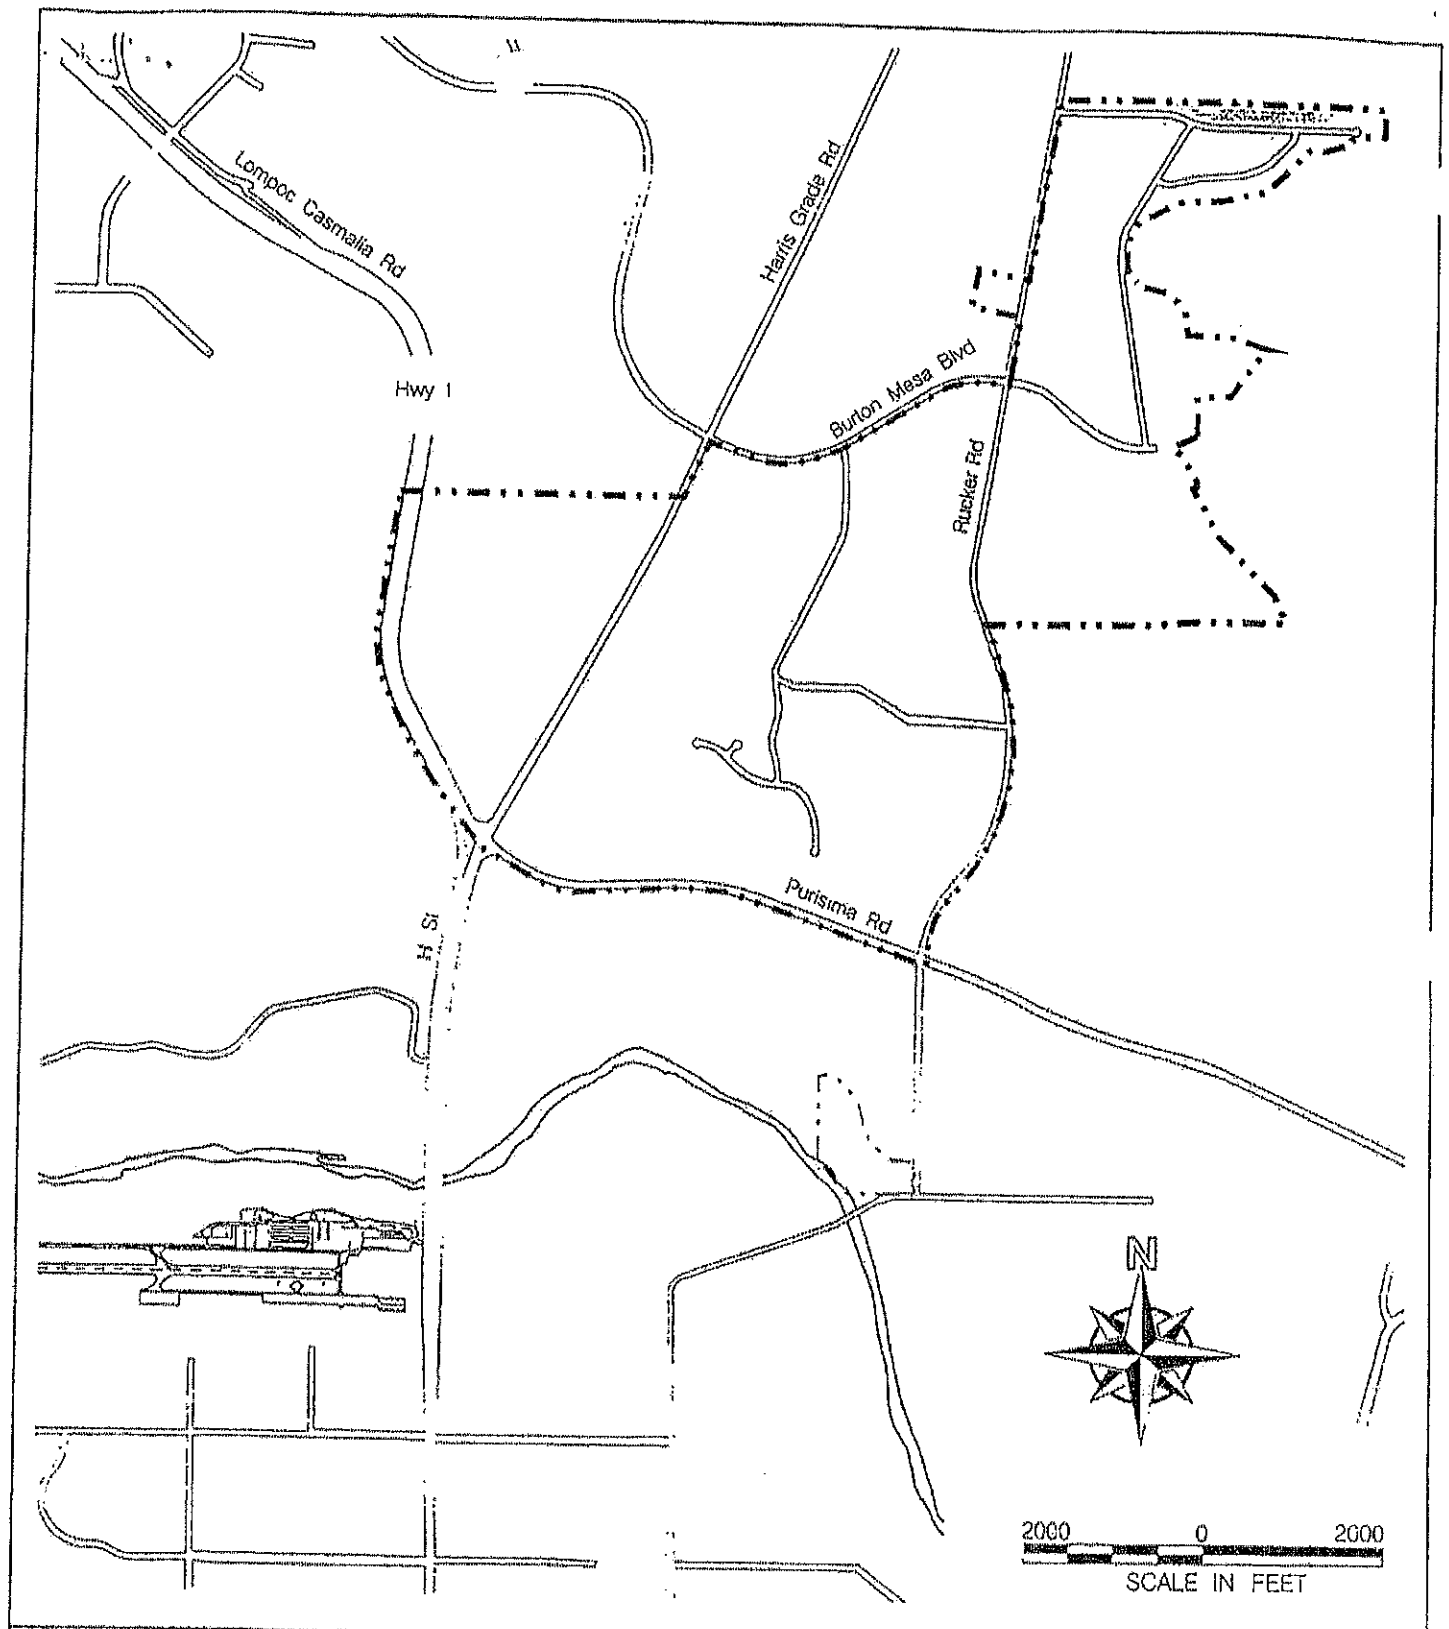 Lompoc Casmalia Rd
Harris Grade Rd
Hwy 1
Burton Mesa Blvd
Rucker Rd
Purisima Rd
H St
N
2000 0 2000
SCALE IN FEET